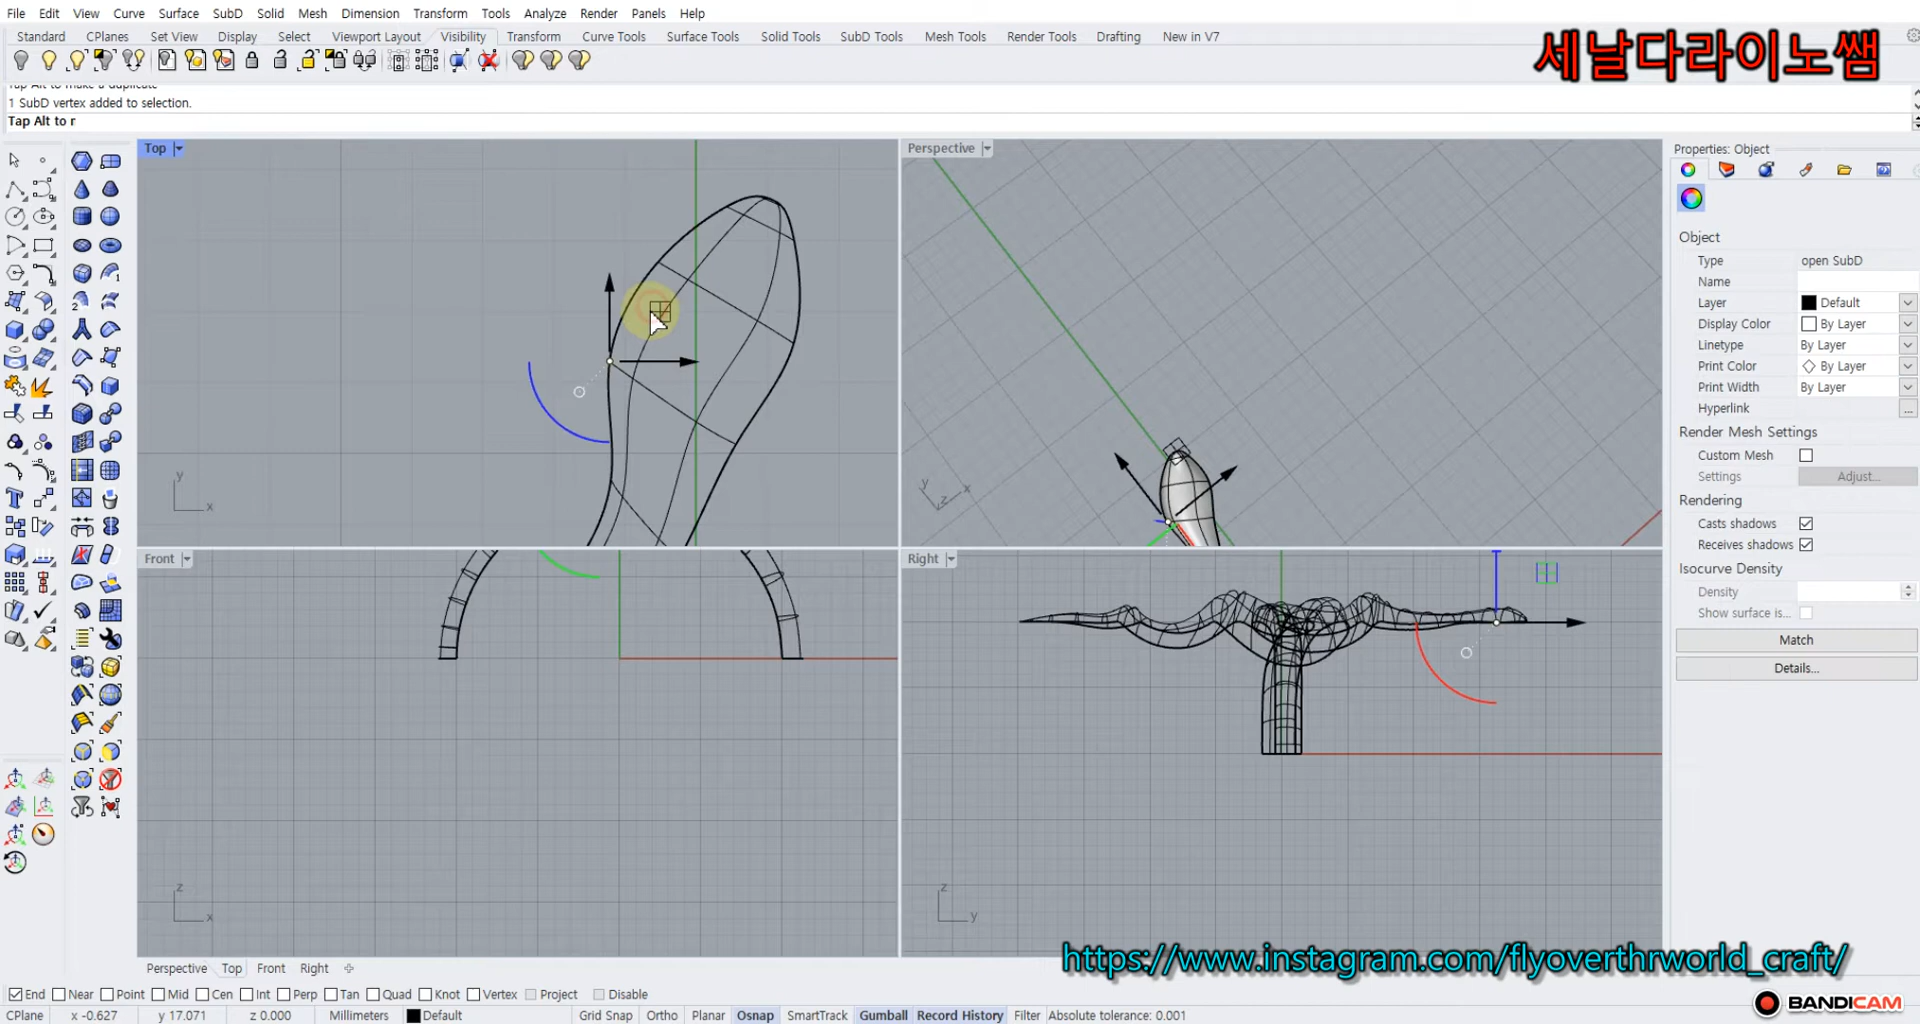 File Edit View Curve Surface SubD Solid Mesh Dimension Transform Tools Analyze Render Panels Help
Standard CPlanes Set View Display Select Viewport Layout Visibility Transform Curve Tools Surface Tools Solid Tools SubD Tools Mesh Tools Render Tools Drafting New in V7
세날다라이노쌤
Tap Alt to make a duplicate
1 SubD vertex added to selection.
Tap Alt to r
Top
Perspective
Properties: Object
Object
Type open SubD
Name
Layer Default
Display Color By Layer
Linetype By Layer
Print Color By Layer
Print Width By Layer
Hyperlink ...
Render Mesh Settings
Custom Mesh
Settings Adjust...
Rendering
Casts shadows
Receives shadows
Isocurve Density
Density
Show surface is...
Match
Details...
y
x
y
x
z
Front
Right
z
x
z
y
https://www.instagram.com/flyoverthrworld_craft/
Perspective Top Front Right
End Near Point Mid Cen Int Perp Tan Quad Knot Vertex Project Disable
BANDICAM
CPlane x -0.627 y 17.071 z 0.000 Millimeters Default Grid Snap Ortho Planar Osnap SmartTrack Gumball Record History Filter Absolute tolerance: 0.001